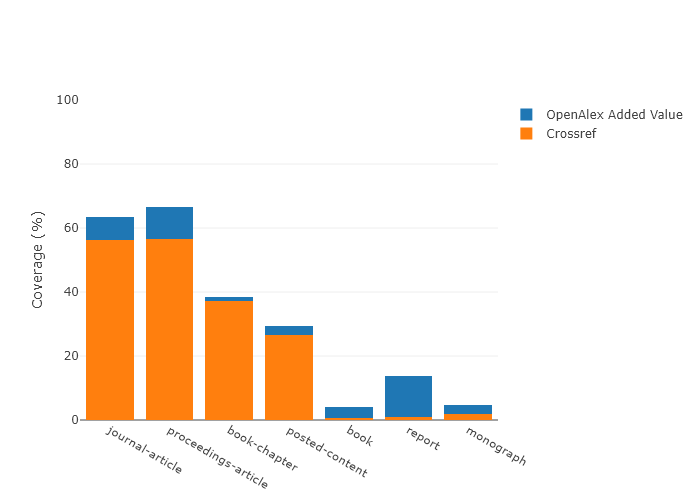 100
80
60
40
20
0
Coverage (%)
journal-article
proceedings-article
book-chapter
posted-content
book
report
monograph
OpenAlex Added Value
Crossref